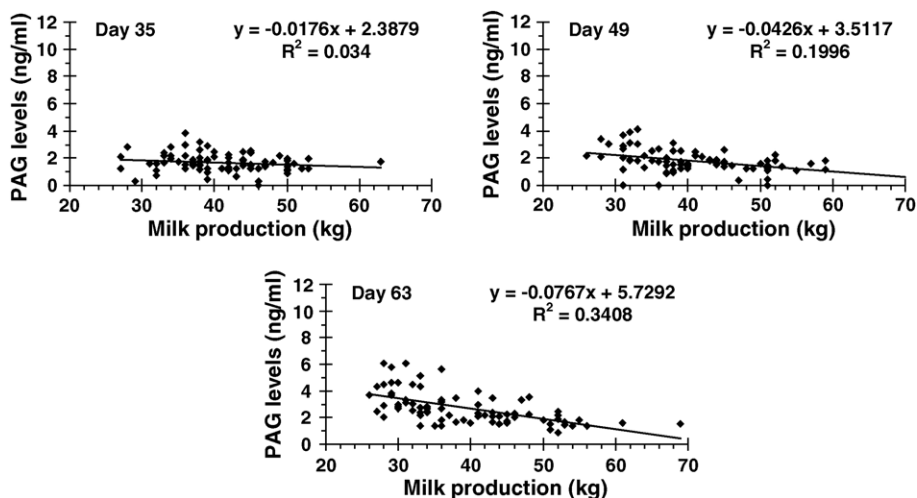 Day 35
y = -0.0176x + 2.3879
R² = 0.034
PAG levels (ng/ml)
12
10
8
6
4
2
0
20 30 40 50 60 70
Milk production (kg)
Day 49
y = -0.0426x + 3.5117
R² = 0.1996
PAG levels (ng/ml)
12
10
8
6
4
2
0
20 30 40 50 60 70
Milk production (kg)
Day 63
y = -0.0767x + 5.7292
R² = 0.3408
PAG levels (ng/ml)
12
10
8
6
4
2
0
20 30 40 50 60 70
Milk production (kg)